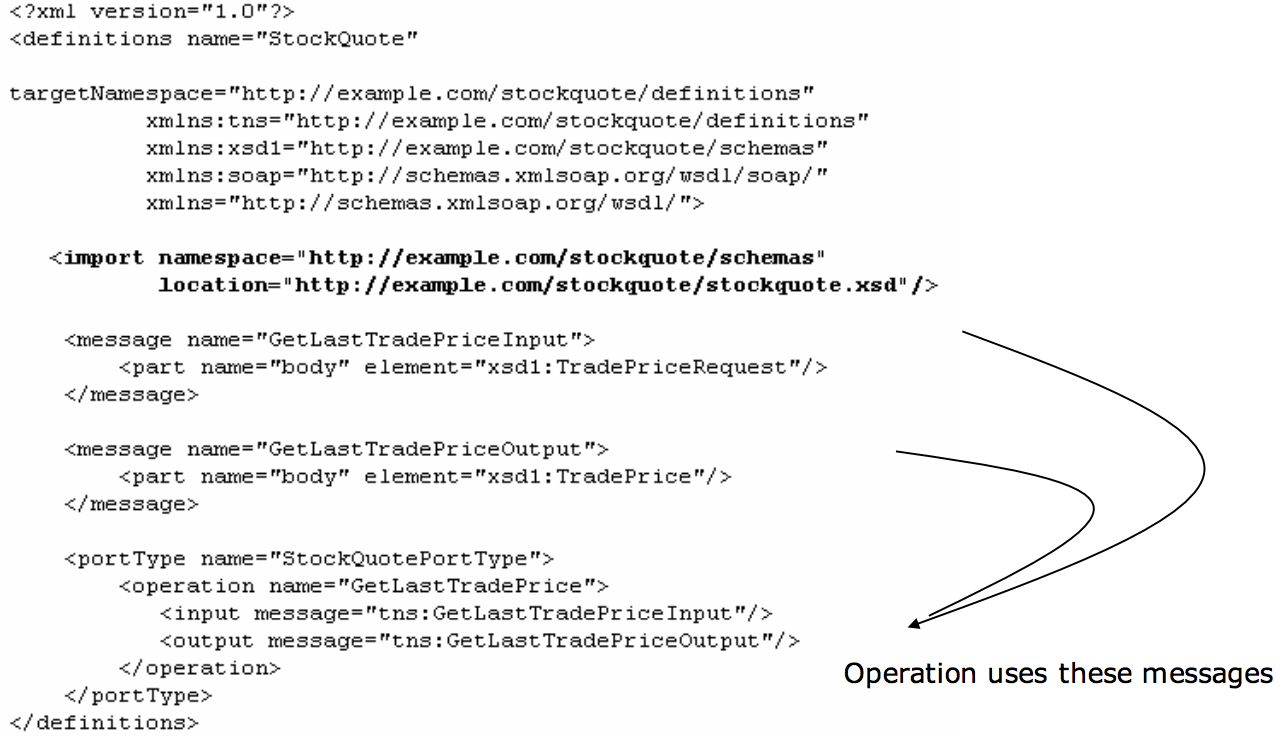 <?xml version="1.0"?>
<definitions name="StockQuote"
targetNamespace="http://example.com/stockquote/definitions"
xmlns:tns="http://example.com/stockquote/definitions"
xmlns:xsd1="http://example.com/stockquote/schemas"
xmlns:soap="http://schemas.xmlsoap.org/wsdl/soap/"
xmlns="http://schemas.xmlsoap.org/wsdl/">
<import namespace="http://example.com/stockquote/schemas"
location="http://example.com/stockquote/stockquote.xsd"/>
<message name="GetLastTradePriceInput">
<part name="body" element="xsd1:TradePriceRequest"/>
</message>
<message name="GetLastTradePriceOutput">
<part name="body" element="xsd1:TradePrice"/>
</message>
<portType name="StockQuotePortType">
<operation name="GetLastTradePrice">
<input message="tns:GetLastTradePriceInput"/>
<output message="tns:GetLastTradePriceOutput"/>
</operation>
</portType>
</definitions>
Operation uses these messages